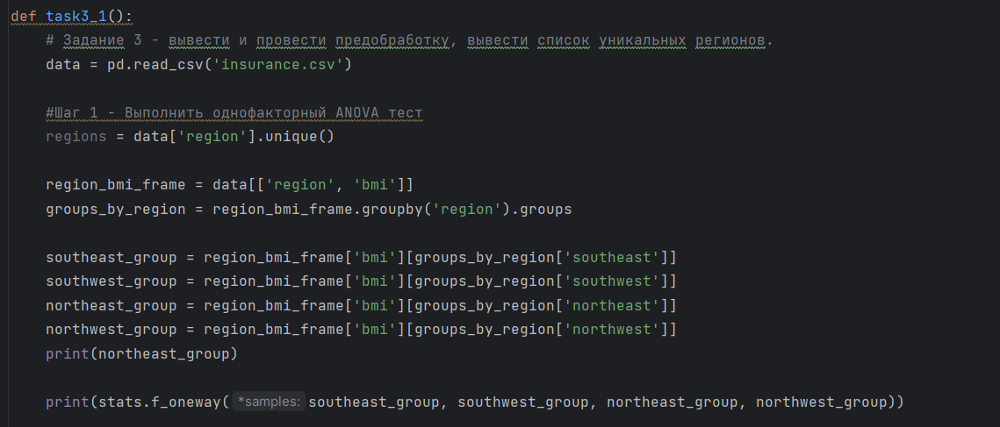 def task3_1():
# Задание 3 - вывести и провести предобработку, вывести список уникальных регионов.
data = pd.read_csv('insurance.csv')
#Шаг 1 - Выполнить однофакторный ANOVA тест
regions = data['region'].unique()
region_bmi_frame = data[['region', 'bmi']]
groups_by_region = region_bmi_frame.groupby('region').groups
southeast_group = region_bmi_frame['bmi'][groups_by_region['southeast']]
southwest_group = region_bmi_frame['bmi'][groups_by_region['southwest']]
northeast_group = region_bmi_frame['bmi'][groups_by_region['northeast']]
northwest_group = region_bmi_frame['bmi'][groups_by_region['northwest']]
print(northeast_group)
print(stats.f_oneway( *samples: southeast_group, southwest_group, northeast_group, northwest_group))